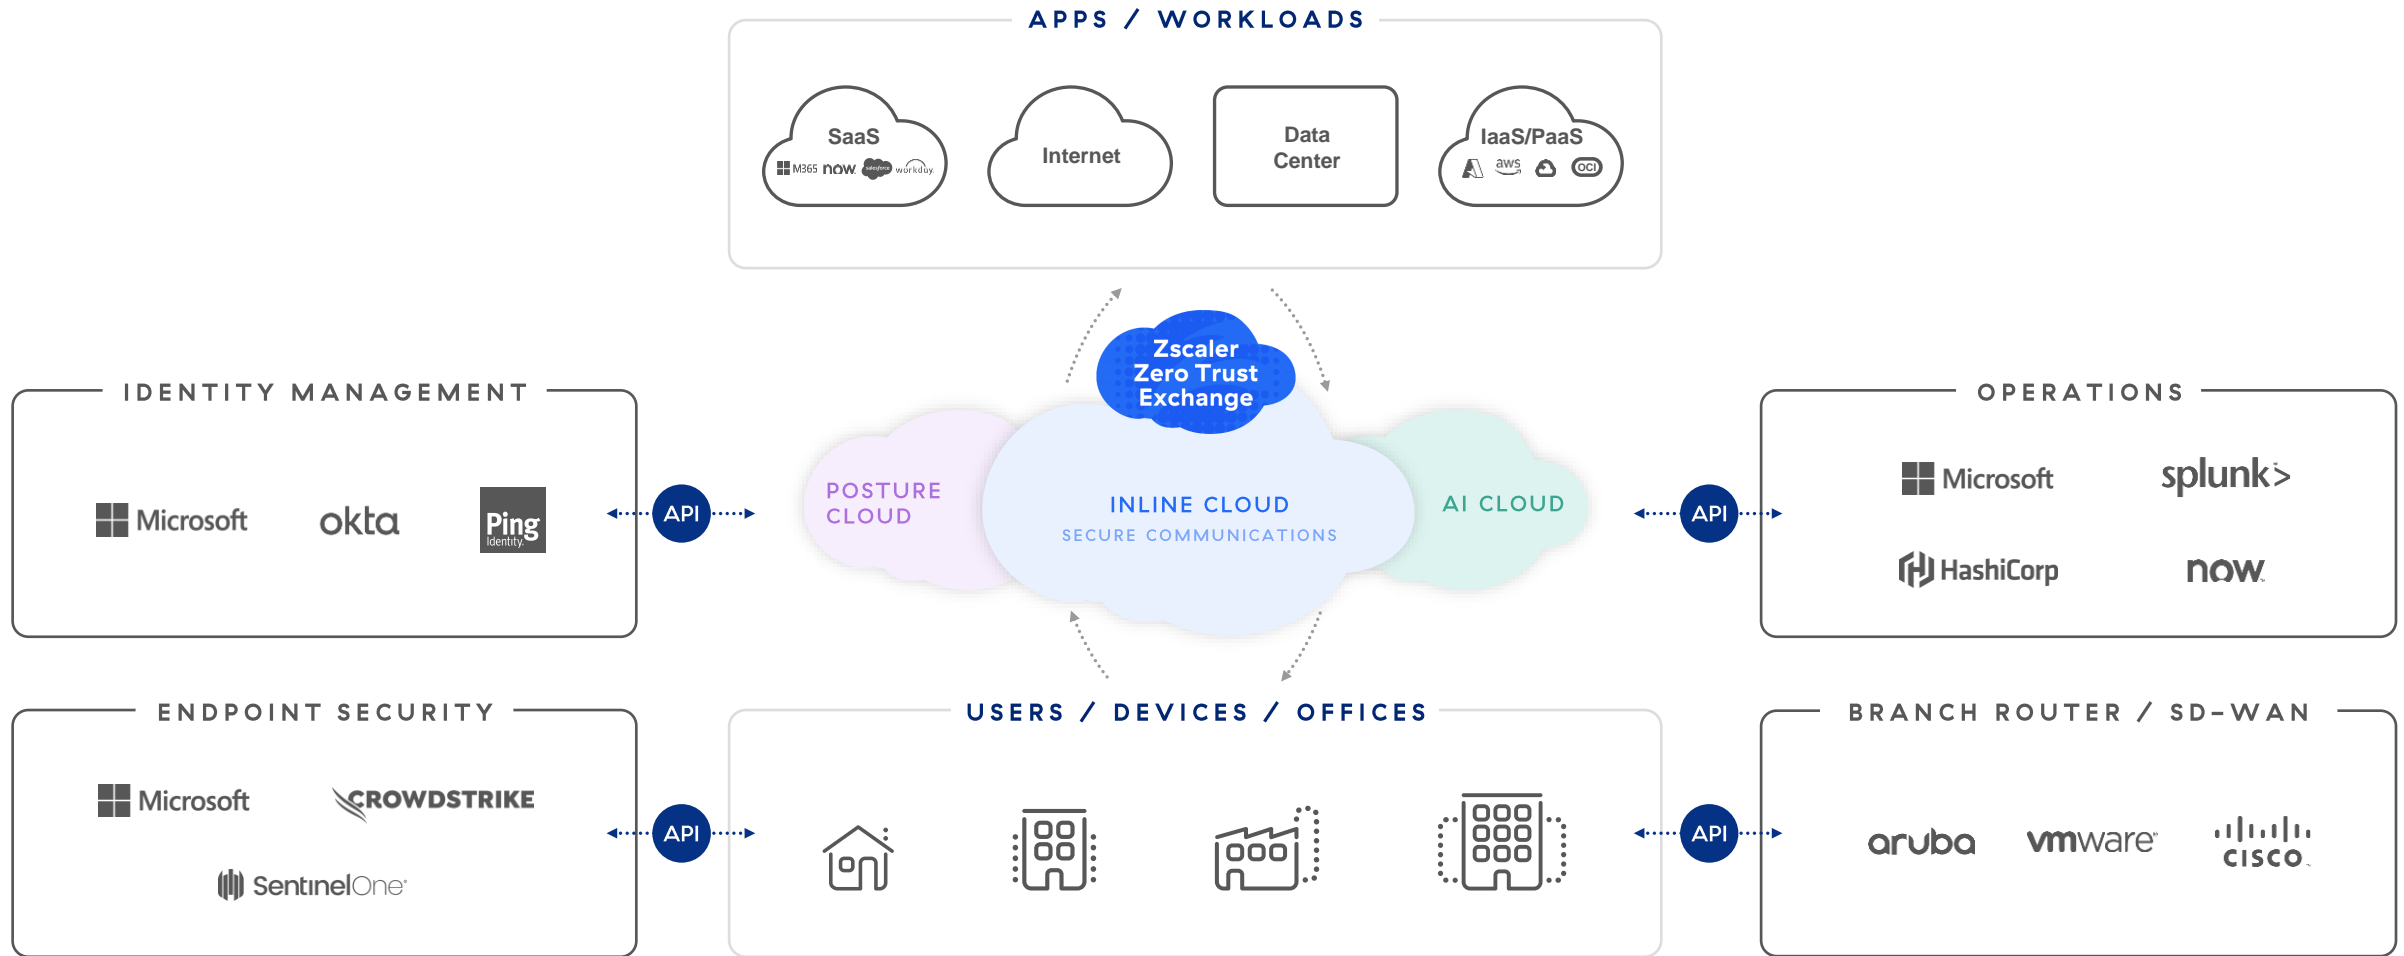 APPS / WORKLOADS
SaaS
M365 now salesforce workday.
Internet
Data
Center
IaaS/PaaS
aws OCI
Zscaler
Zero Trust
Exchange
POSTURE
CLOUD
INLINE CLOUD
SECURE COMMUNICATIONS
AI CLOUD
IDENTITY MANAGEMENT
Microsoft okta Ping
Identity.
API
API
OPERATIONS
Microsoft splunk>
HashiCorp now
ENDPOINT SECURITY
Microsoft CROWDSTRIKE
SentinelOne
API
USERS / DEVICES / OFFICES
API
BRANCH ROUTER / SD-WAN
aruba vmware cisco